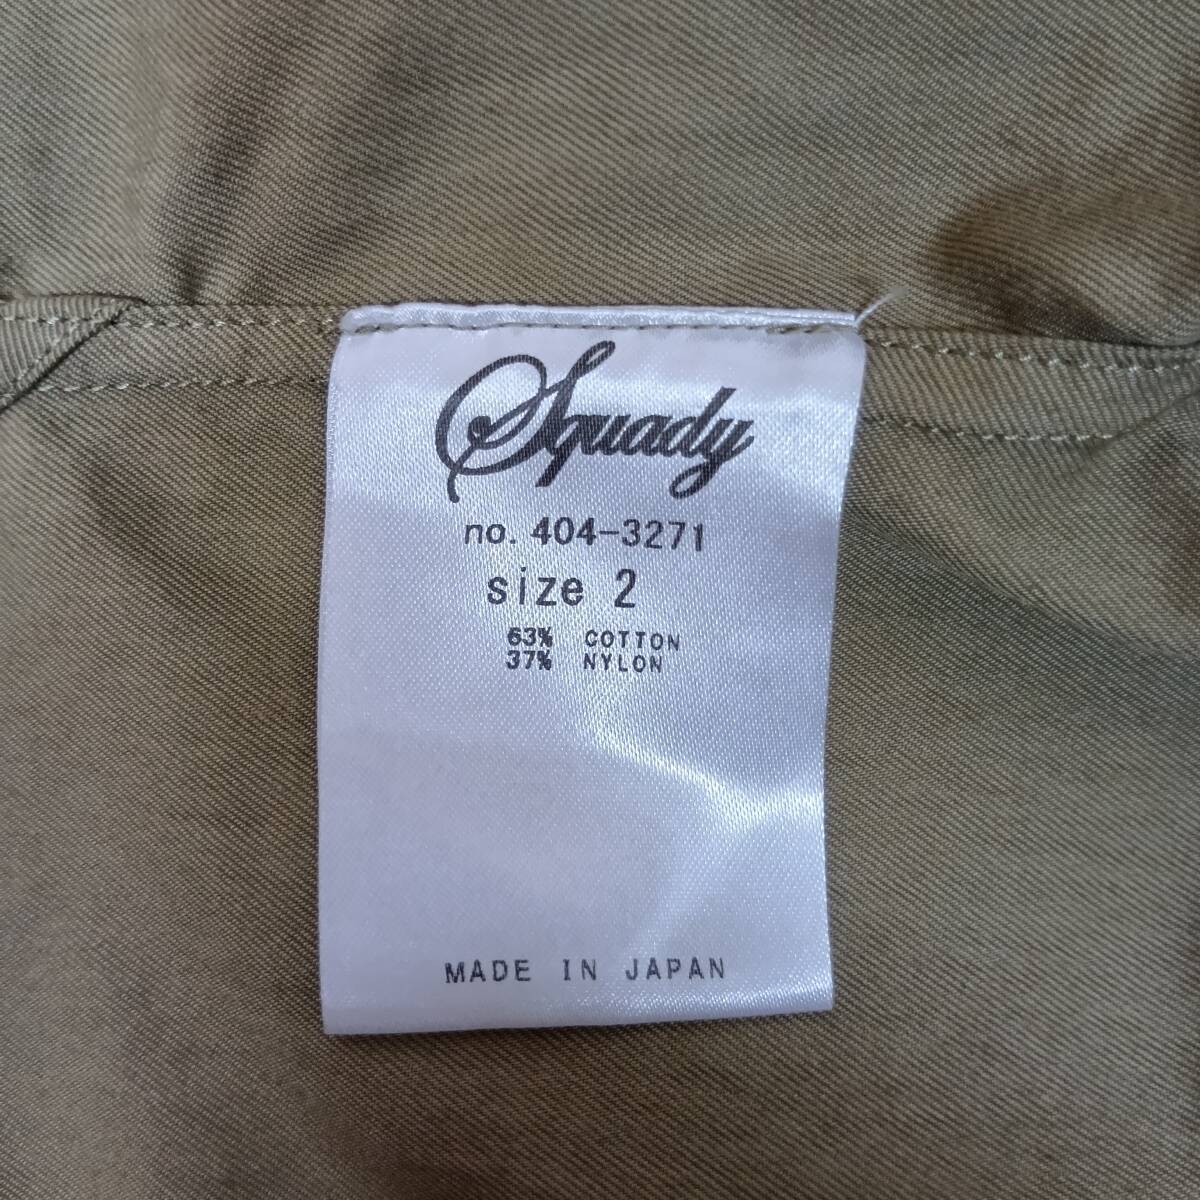 Squady
no. 404-3271
size 2
63% COTTON
37% NYLON
MADE IN JAPAN